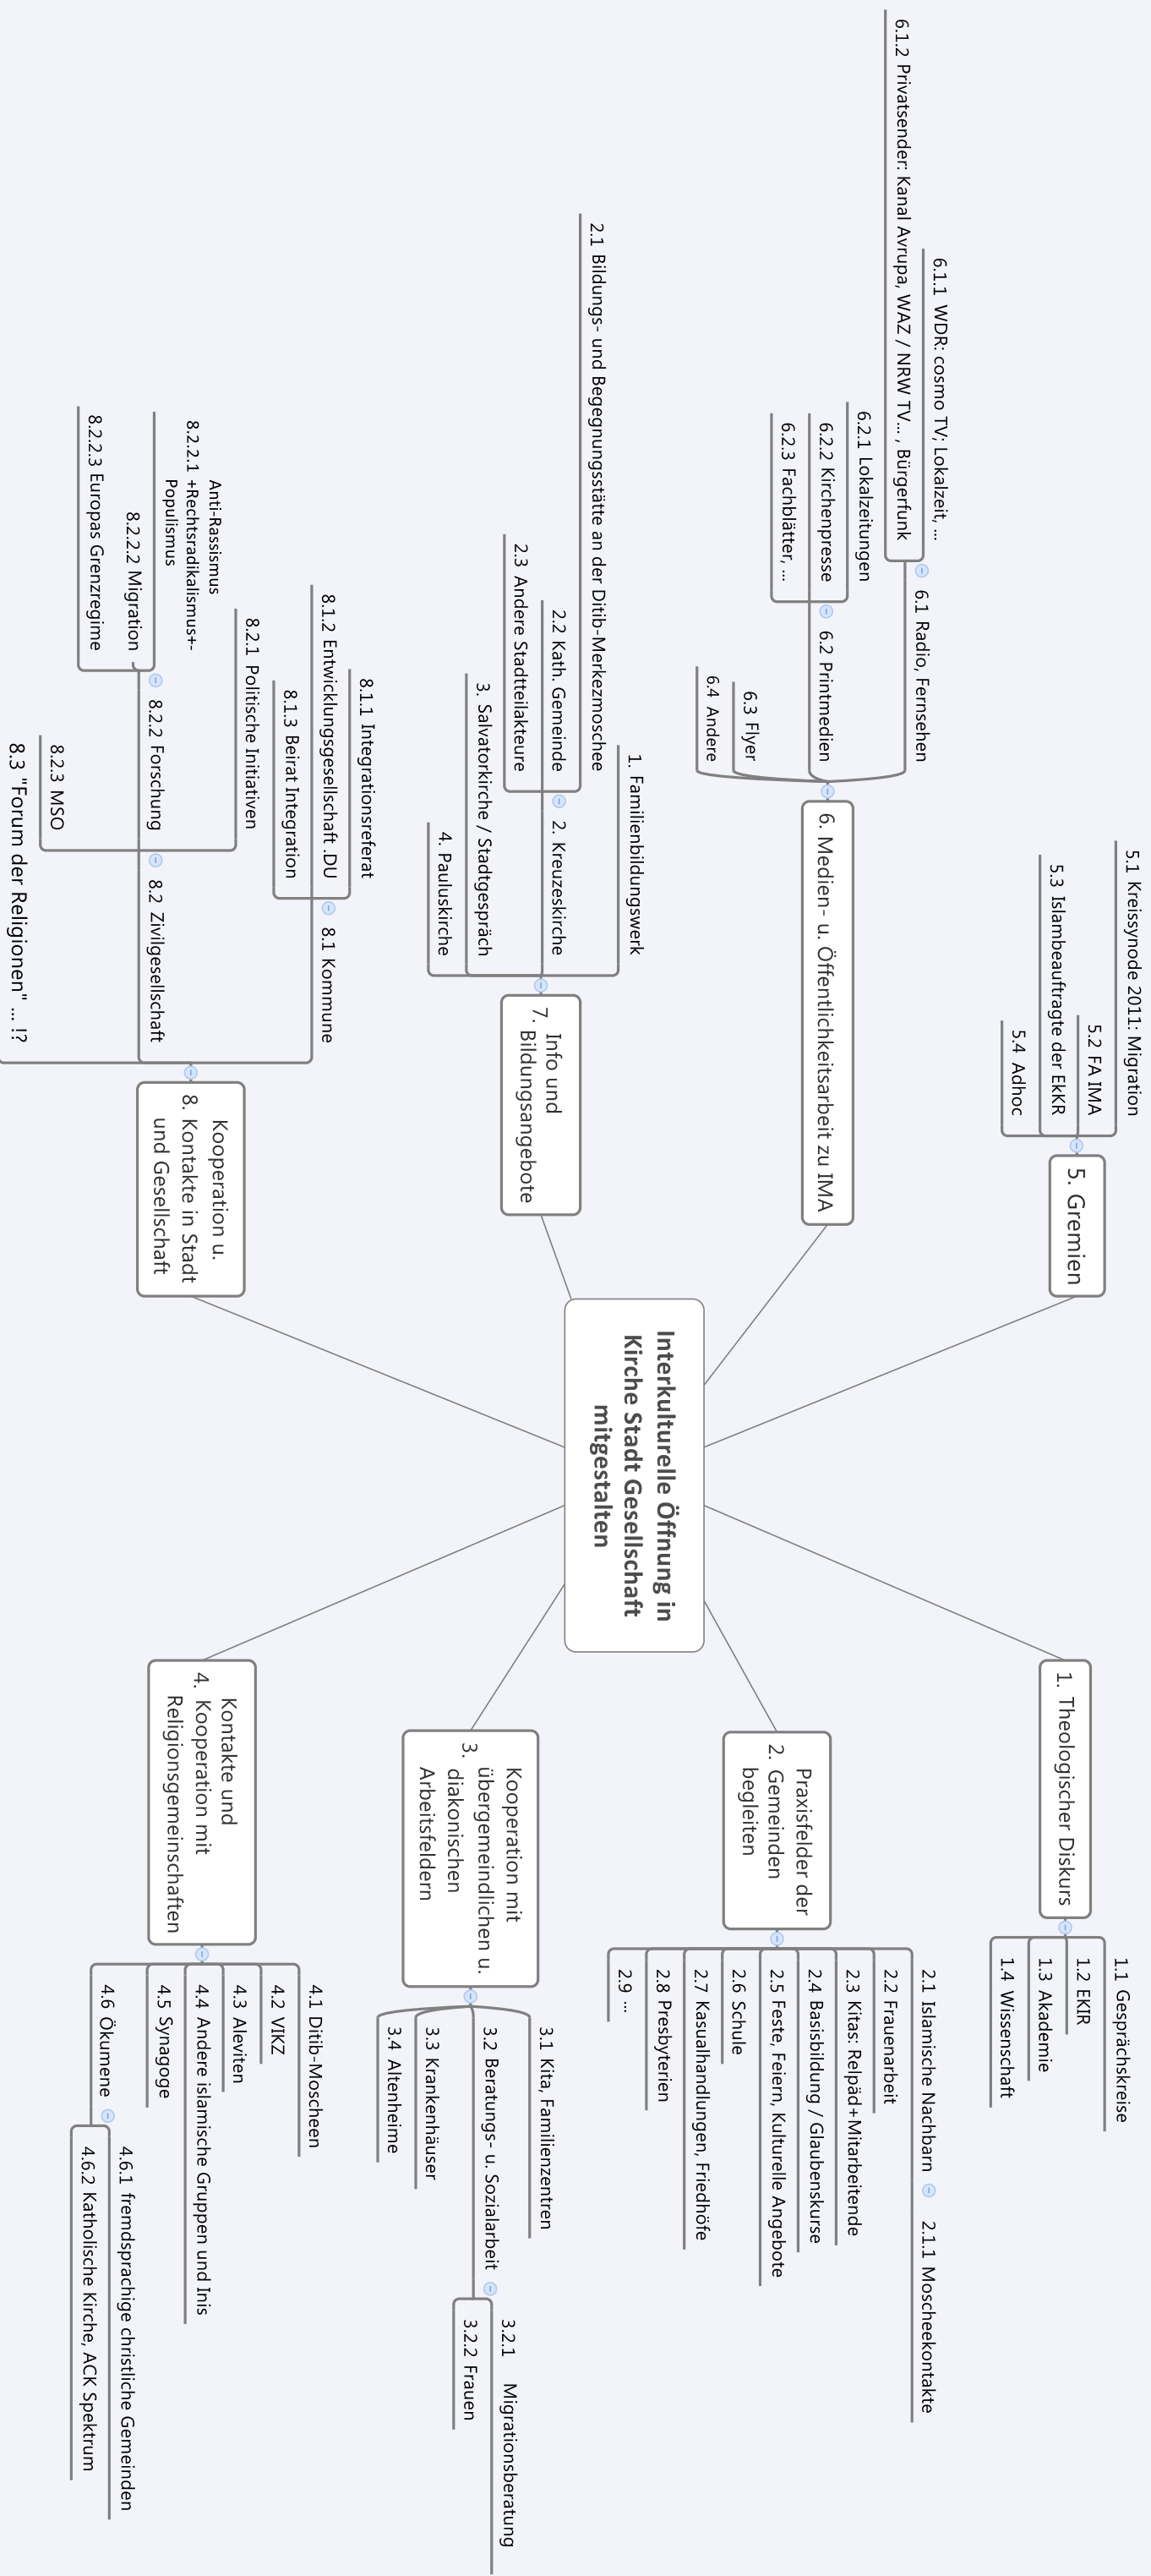 Interkulturelle Öffnung in
Kirche Stadt Gesellschaft
mitgestalten
1. Theologischer Diskurs
1.1 Gesprächskreise
1.2 EKIR
1.3 Akademie
1.4 Wissenschaft
2. Praxisfelder der
Gemeinden
begleiten
2.1 Islamische Nachbarn
2.1.1 Moscheekontakte
2.2 Frauenarbeit
2.3 Kitas: Relpäd+Mitarbeitende
2.4 Basisbildung / Glaubenskurse
2.5 Feste, Feiern, Kulturelle Angebote
2.6 Schule
2.7 Kasualhandlungen, Friedhöfe
2.8 Presbyterien
2.9 ...
3. Kooperation mit
übergemeindlichen u.
diakonischen
Arbeitsfeldern
3.1 Kita, Familienzentren
3.2 Beratungs- u. Sozialarbeit
3.2.1 Migrationsberatung
3.2.2 Frauen
3.3 Krankenhäuser
3.4 Altenheime
4. Kontakte und
Kooperation mit
Religionsgemeinschaften
4.1 Ditib-Moscheen
4.2 VIKZ
4.3 Aleviten
4.4 Andere islamische Gruppen und Inis
4.5 Synagoge
4.6 Ökumene
4.6.1 fremdsprachige christliche Gemeinden
4.6.2 Katholische Kirche, ACK Spektrum
5. Gremien
5.1 Kreissynode 2011: Migration
5.2 FA IMA
5.3 Islambeauftragte der EkKR
5.4 Adhoc
6. Medien- u. Öffentlichkeitsarbeit zu IMA
6.1 Radio, Fernsehen
6.1.1 WDR: cosmo TV; Lokalzeit, ...
6.1.2 Privatsender: Kanal Avrupa, WAZ / NRW TV... , Bürgerfunk
6.2 Printmedien
6.2.1 Lokalzeitungen
6.2.2 Kirchenpresse
6.2.3 Fachblätter, ...
6.3 Flyer
6.4 Andere
7. Info und
Bildungsangebote
1. Familienbildungswerk
2. Kreuzeskirche
2.1 Bildungs- und Begegnungsstätte an der Ditib-Merkezmoschee
2.2 Kath. Gemeinde
2.3 Andere Stadtteilakteure
3. Salvatorkirche / Stadtgespräch
4. Pauluskirche
8. Kooperation u.
Kontakte in Stadt
und Gesellschaft
8.1 Kommune
8.1.1 Integrationsreferat
8.1.2 Entwicklungsgesellschaft .DU
8.1.3 Beirat Integration
8.2 Zivilgesellschaft
8.2.1 Politische Initiativen
8.2.2 Forschung
8.2.2.1 Anti-Rassismus
+Rechtsradikalismus+-
Populismus
8.2.2.2 Migration
8.2.2.3 Europas Grenzregime
8.2.3 MSO
8.3 "Forum der Religionen" ... !?